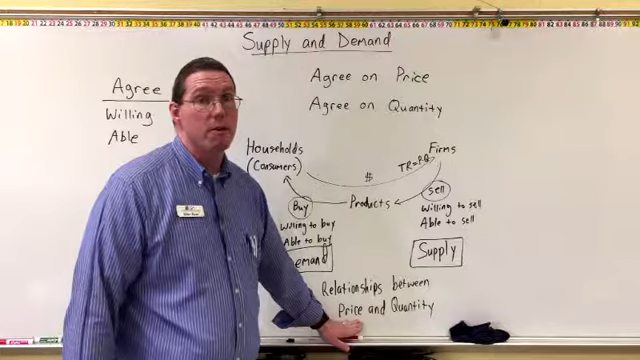 Supply and Demand
Agree on Price
Agree on Quantity
Agree
Willing
Able
Households
(Consumers)
Firms
$
TR=P.Q
Products
Buy
sell
Willing to buy
Able to buy
Willing to sell
Able to sell
emand
Supply
Relationships between
Price and Quantity